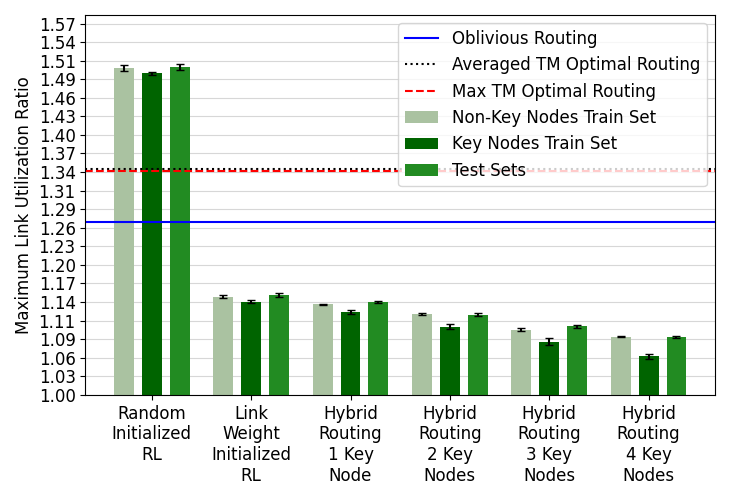 1.57
1.54
1.51
1.49
1.46
1.43
1.40
1.37
1.34
1.31
1.29
1.26
1.23
1.20
1.17
1.14
1.11
1.09
1.06
1.03
1.00
Maximum Link Utilization Ratio
Oblivious Routing
Averaged TM Optimal Routing
Max TM Optimal Routing
Non-Key Nodes Train Set
Key Nodes Train Set
Test Sets
Random
Initialized
RL
Link
Weight
Initialized
RL
Hybrid
Routing
1 Key
Node
Hybrid
Routing
2 Key
Nodes
Hybrid
Routing
3 Key
Nodes
Hybrid
Routing
4 Key
Nodes